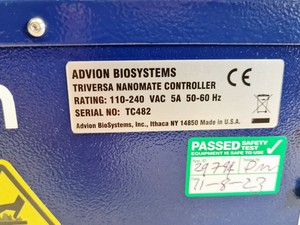 ADVION BIOSYSTEMS
TRIVERSA NANOMATE CONTROLLER
RATING: 110-240 VAC 5A 50-60 Hz
SERIAL NO: TC482
Advion BioSystems, Inc., Ithaca NY 14850 Made in U.S.A.
CE
PASSED SAFETY TEST
EQUIPMENT IS SAFE TO USE
11-8-23